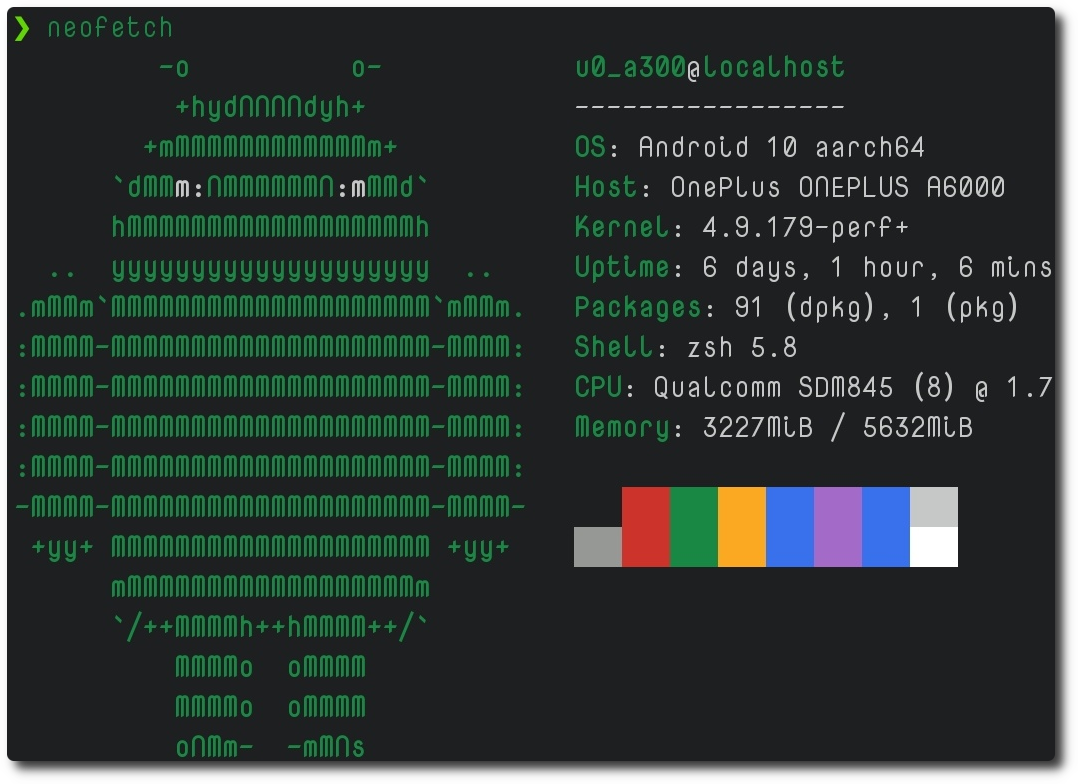 ❯ neofetch
-o          o-
+hydNNNNdyh+
+mMMMMMMMMMMMMm+
`dMMm:NMMMMMMN:mMMd`
hMMMMMMMMMMMMMMMMMMh
..  yyyyyyyyyyyyyyyyyyyy  ..
.mMMm`MMMMMMMMMMMMMMMMMMMM`mMMm.
:MMMM-MMMMMMMMMMMMMMMMMMMM-MMMM:
:MMMM-MMMMMMMMMMMMMMMMMMMM-MMMM:
:MMMM-MMMMMMMMMMMMMMMMMMMM-MMMM:
:MMMM-MMMMMMMMMMMMMMMMMMMM-MMMM:
-MMMM-MMMMMMMMMMMMMMMMMMMM-MMMM-
+yy+ MMMMMMMMMMMMMMMMMMMM +yy+
mMMMMMMMMMMMMMMMMMMm
`/++MMMMh++hMMMM++/`
MMMMo  oMMMM
MMMMo  oMMMM
oNMm-  -mMNs
u0_a300@localhost
-----------------
OS: Android 10 aarch64
Host: OnePlus ONEPLUS A6000
Kernel: 4.9.179-perf+
Uptime: 6 days, 1 hour, 6 mins
Packages: 91 (dpkg), 1 (pkg)
Shell: zsh 5.8
CPU: Qualcomm SDM845 (8) @ 1.7
Memory: 3227MiB / 5632MiB